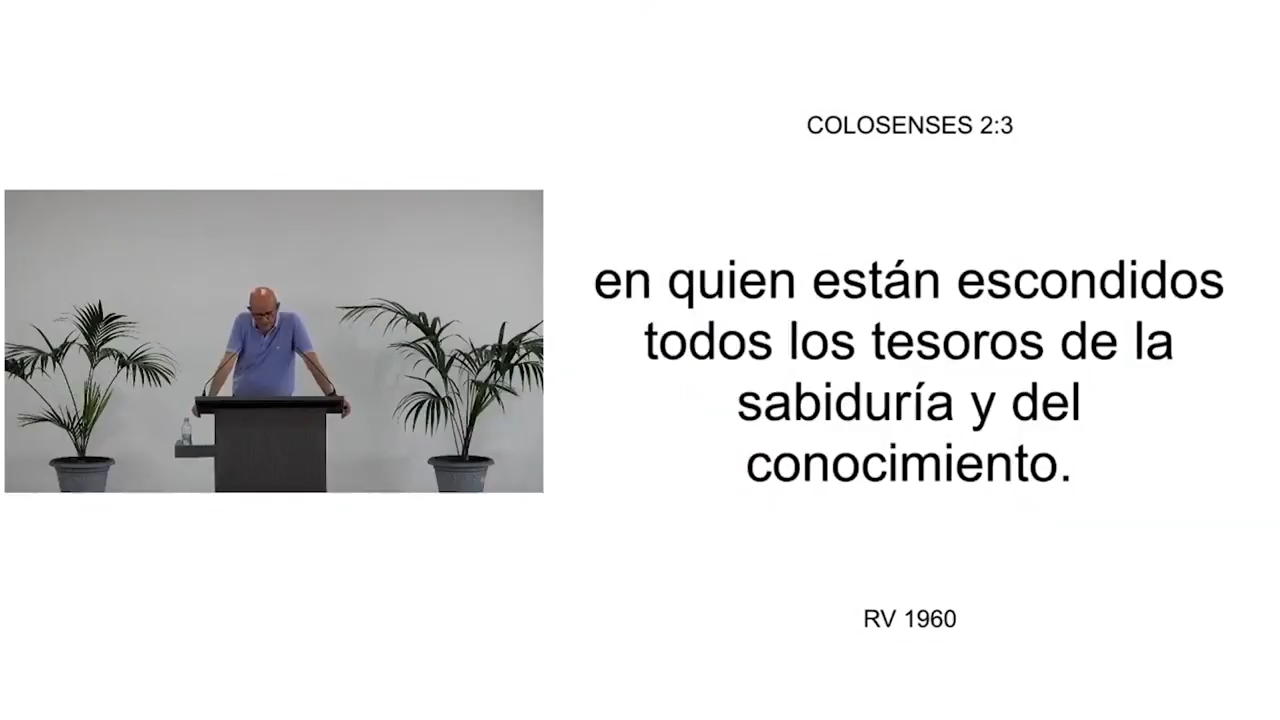 COLOSENSES 2:3
en quien están escondidos
todos los tesoros de la
sabiduría y del
conocimiento.
RV 1960